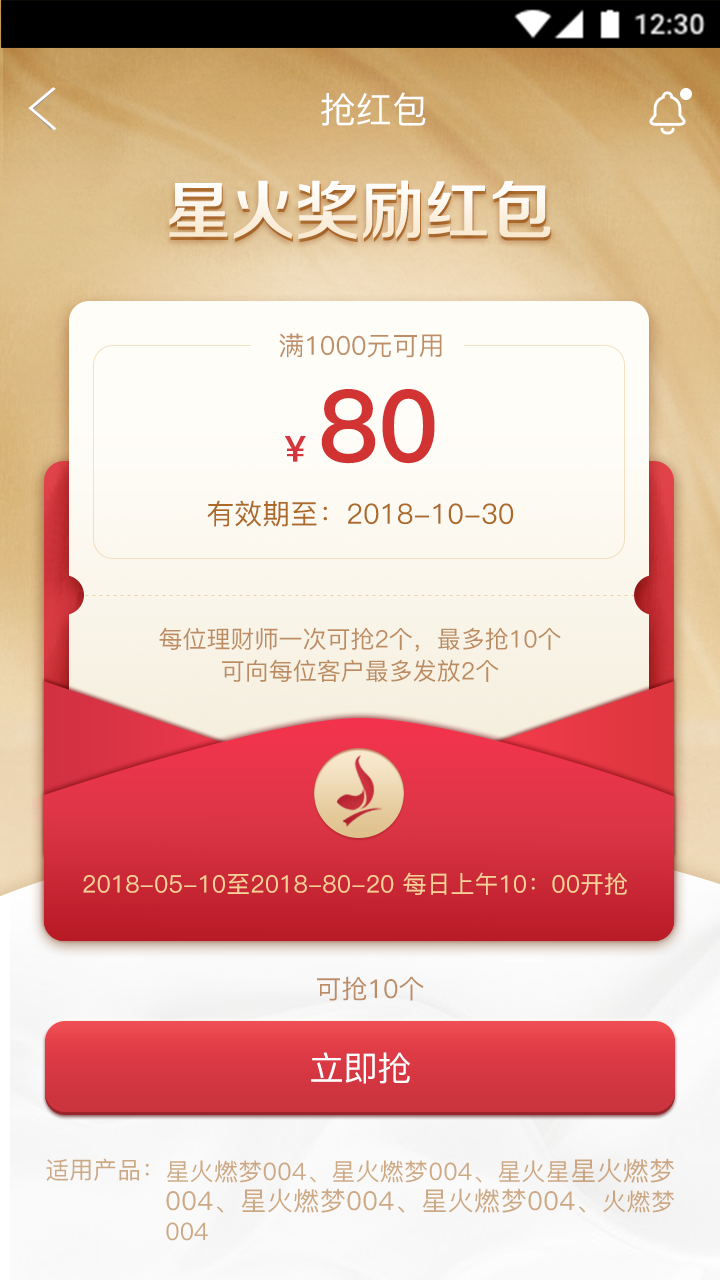 12:30
抢红包
星火奖励红包
满1000元可用
¥80
有效期至：2018-10-30
每位理财师一次可抢2个，最多抢10个
可向每位客户最多发放2个
2018-05-10至2018-80-20 每日上午10：00开抢
可抢10个
立即抢
适用产品：星火燃梦004、星火燃梦004、星火星星火燃梦
004、星火燃梦004、星火燃梦004、火燃梦
004